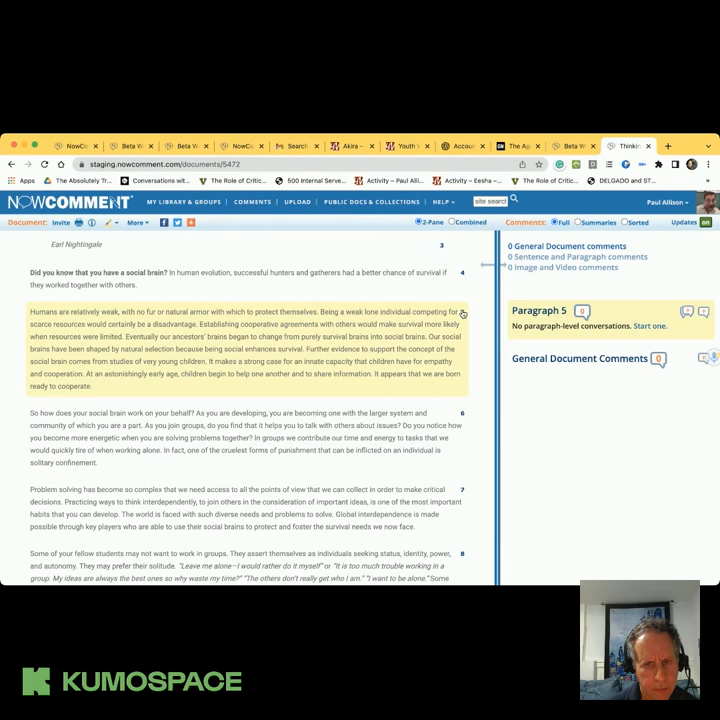 NowCo
Beta W
Beta W
NowCo
Search
Akira –
Youth V
Accou
The Ag
Beta W
Thinkin
staging.nowcomment.com/documents/5472
Apps
The Absolutely Tr...
Conversations wit...
The Role of Critic...
500 Internal Serve...
Activity – Paul Alli...
Activity – Eesha –...
The Role of Critic...
DELGADO and ST...
NOWCOMMENT
MY LIBRARY & GROUPS
COMMENTS
UPLOAD
PUBLIC DOCS & COLLECTIONS
HELP
site search
Paul Allison
Document: Invite
More
2-Pane
Combined
Comments:
Full
Summaries
Sorted
Updates
on
Earl Nightingale
3
Did you know that you have a social brain? In human evolution, successful hunters and gatherers had a better chance of survival if
they worked together with others.
4
Humans are relatively weak, with no fur or natural armor with which to protect themselves. Being a weak lone individual competing for
scarce resources would certainly be a disadvantage. Establishing cooperative agreements with others would make survival more likely
when resources were limited. Eventually our ancestors' brains began to change from purely survival brains into social brains. Our social
brains have been shaped by natural selection because being social enhances survival. Further evidence to support the concept of the
social brain comes from studies of very young children. It makes a strong case for an innate capacity that children have for empathy
and cooperation. At an astonishingly early age, children begin to help one another and to share information. It appears that we are born
ready to cooperate.
So how does your social brain work on your behalf? As you are developing, you are becoming one with the larger system and
community of which you are a part. As you join groups, do you find that it helps you to talk with others about issues? Do you notice how
you become more energetic when you are solving problems together? In groups we contribute our time and energy to tasks that we
would quickly tire of when working alone. In fact, one of the cruelest forms of punishment that can be inflicted on an individual is
solitary confinement.
6
Problem solving has become so complex that we need access to all the points of view that we can collect in order to make critical
decisions. Practicing ways to think interdependently, to join others in the consideration of important ideas, is one of the most important
habits that you can develop. The world is faced with such diverse needs and problems to solve. Global interdependence is made
possible through key players who are able to use their social brains to protect and foster the survival needs we now face.
7
Some of your fellow students may not want to work in groups. They assert themselves as individuals seeking status, identity, power,
and autonomy. They may prefer their solitude. "Leave me alone—I would rather do it myself" or "It is too much trouble working in a
group. My ideas are always the best ones so why waste my time?" "The others don't really get who I am." "I want to be alone." Some
8
0 General Document comments
0 Sentence and Paragraph comments
0 Image and Video comments
Paragraph 5
0
No paragraph-level conversations. Start one.
General Document Comments
0
KUMOSPACE